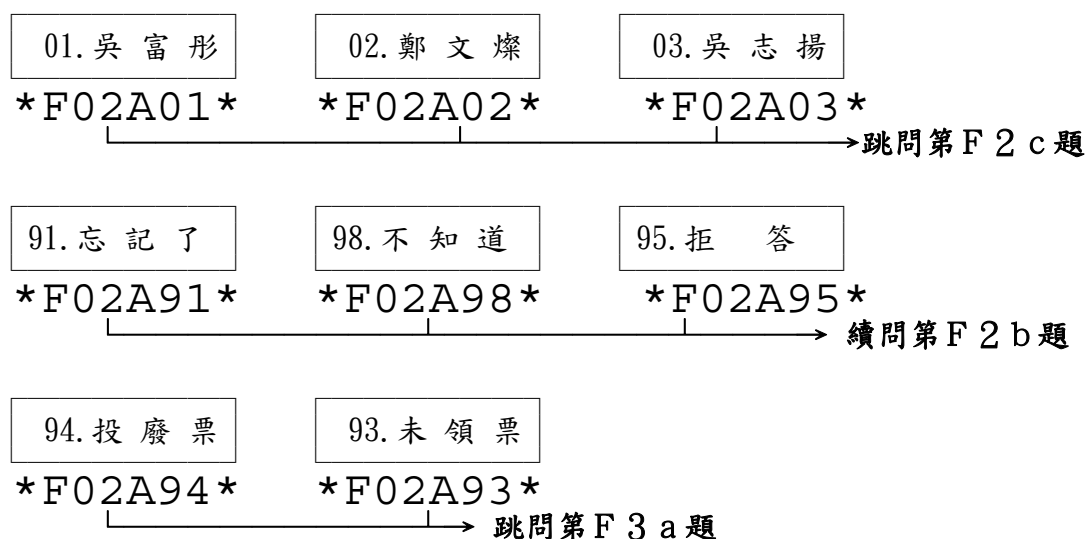 01.吳富彤 02.鄭文燦 03.吳志揚
*F02A01* *F02A02* *F02A03*
跳問第F2c題
91.忘記了 98.不知道 95.拒 答
*F02A91* *F02A98* *F02A95*
續問第F2b題
94.投廢票 93.未領票
*F02A94* *F02A93*
跳問第F3a題